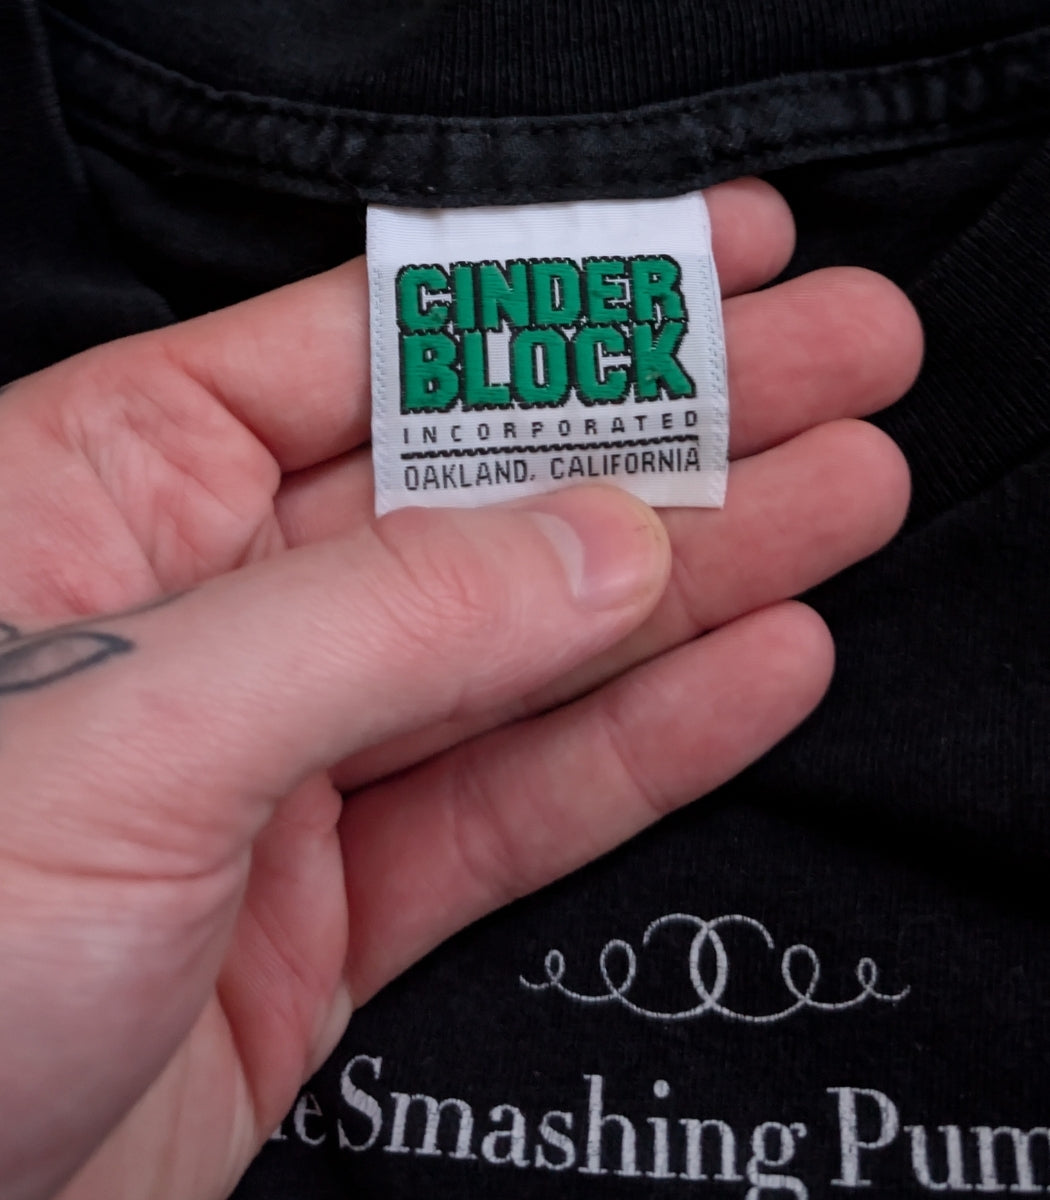 CINDER
BLOCK
INCORPORATED
OAKLAND, CALIFORNIA
e Smashing Pum